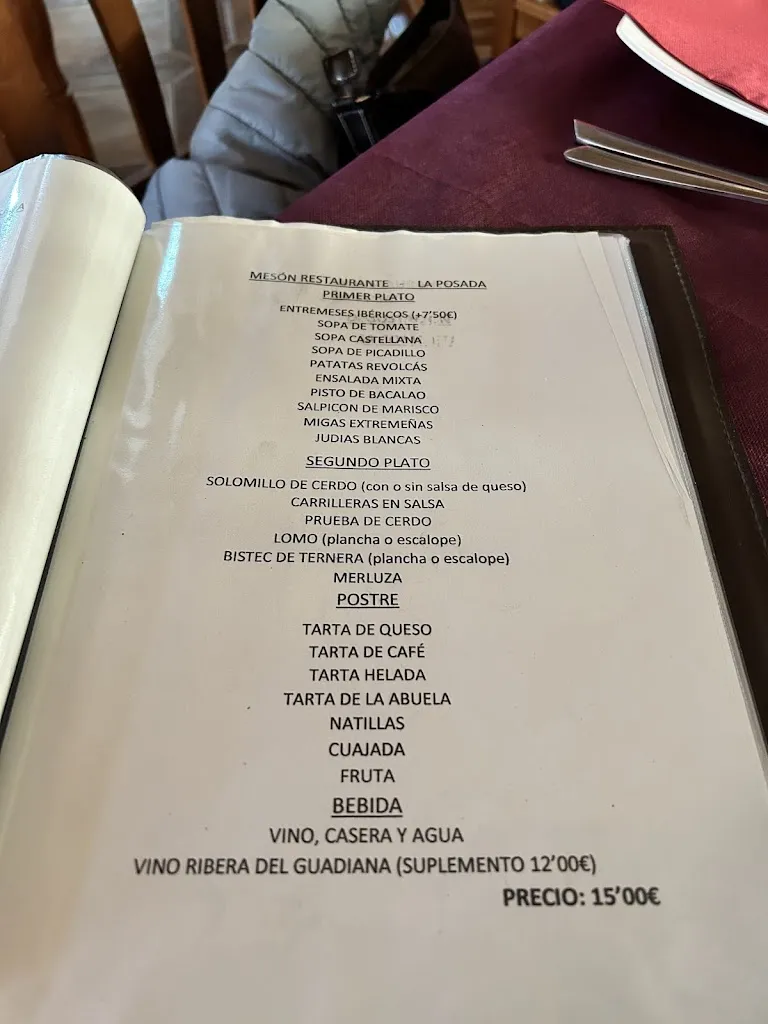 MESÓN RESTAURANTE LA POSADA
PRIMER PLATO
ENTREMESES IBÉRICOS (+7'50€)
SOPA DE TOMATE
SOPA CASTELLANA
SOPA DE PICADILLO
PATATAS REVOLCÁS
ENSALADA MIXTA
PISTO DE BACALAO
SALPICON DE MARISCO
MIGAS EXTREMEÑAS
JUDIAS BLANCAS
SEGUNDO PLATO
SOLOMILLO DE CERDO (con o sin salsa de queso)
CARRILLERAS EN SALSA
PRUEBA DE CERDO
LOMO (plancha o escalope)
BISTEC DE TERNERA (plancha o escalope)
MERLUZA
POSTRE
TARTA DE QUESO
TARTA DE CAFÉ
TARTA HELADA
TARTA DE LA ABUELA
NATILLAS
CUAJADA
FRUTA
BEBIDA
VINO, CASERA Y AGUA
VINO RIBERA DEL GUADIANA (SUPLEMENTO 12'00€)
PRECIO: 15'00€